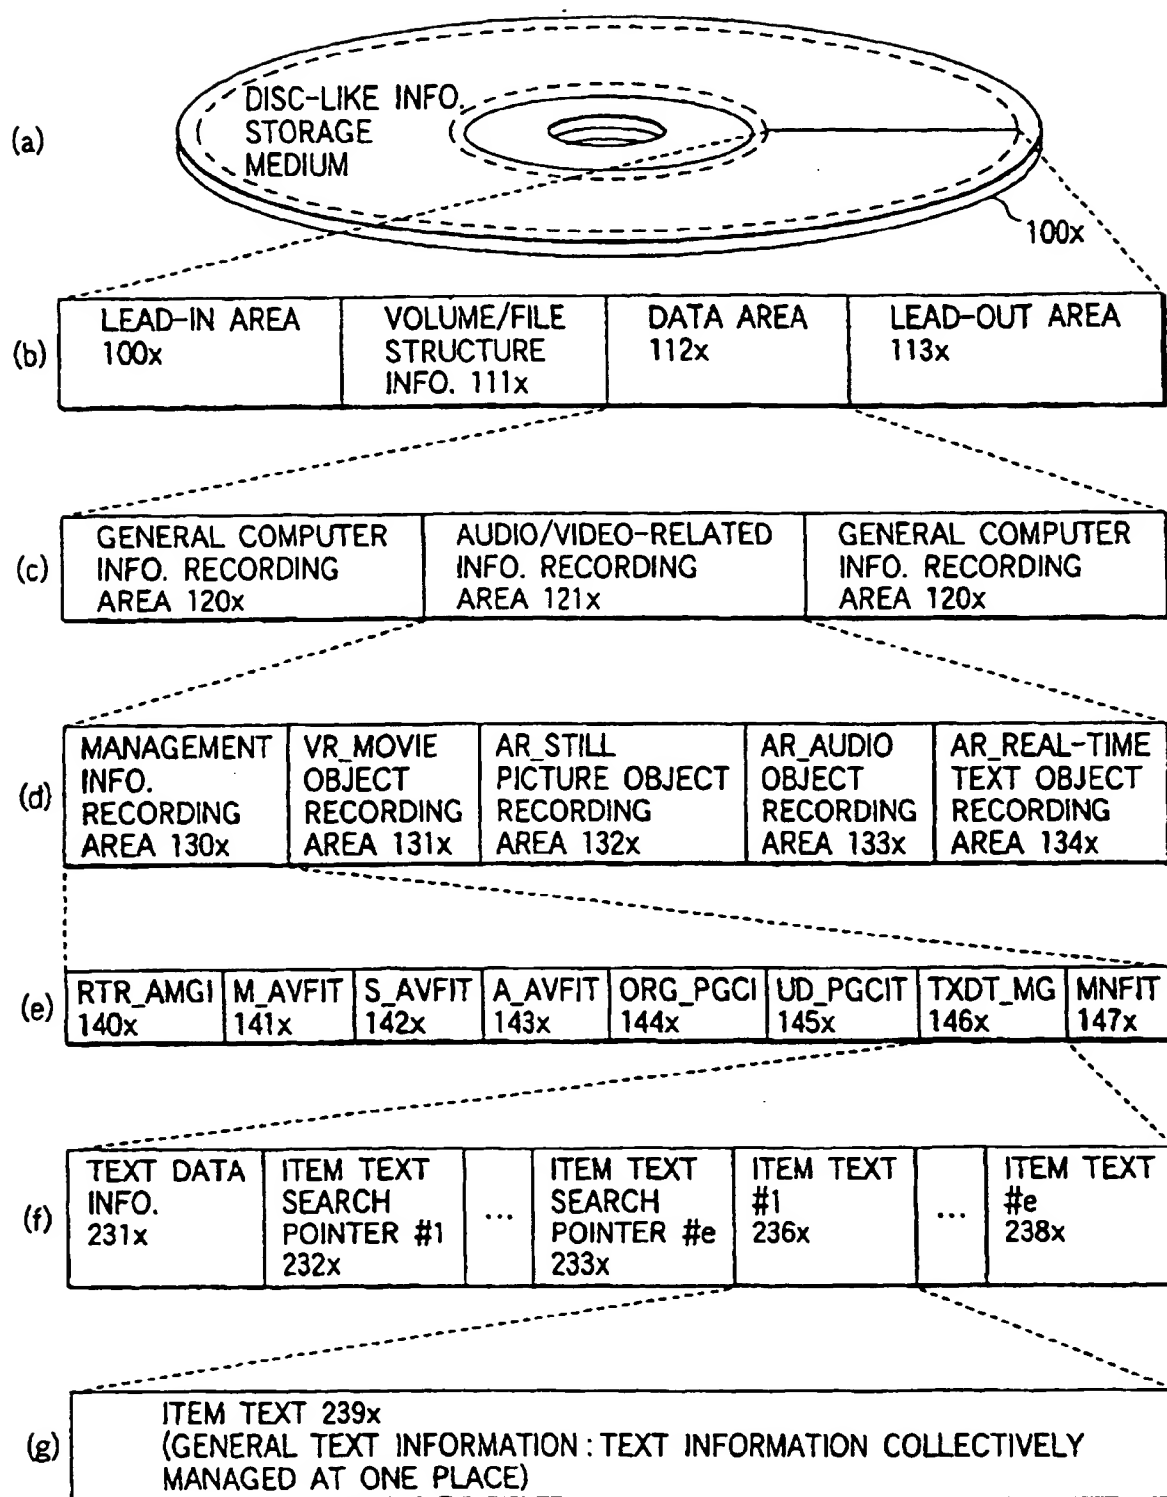 (a)
DISC-LIKE INFO.
STORAGE
MEDIUM
100x
(b)
LEAD-IN AREA
100x
VOLUME/FILE
STRUCTURE
INFO. 111x
DATA AREA
112x
LEAD-OUT AREA
113x
(c)
GENERAL COMPUTER
INFO. RECORDING
AREA 120x
AUDIO/VIDEO-RELATED
INFO. RECORDING
AREA 121x
GENERAL COMPUTER
INFO. RECORDING
AREA 120x
(d)
MANAGEMENT
INFO.
RECORDING
AREA 130x
VR_MOVIE
OBJECT
RECORDING
AREA 131x
AR_STILL
PICTURE OBJECT
RECORDING
AREA 132x
AR_AUDIO
OBJECT
RECORDING
AREA 133x
AR_REAL-TIME
TEXT OBJECT
RECORDING
AREA 134x
(e)
RTR_AMGI
140x
M_AVFIT
141x
S_AVFIT
142x
A_AVFIT
143x
ORG_PGCI
144x
UD_PGCIT
145x
TXDT_MG
146x
MNFIT
147x
(f)
TEXT DATA
INFO.
231x
ITEM TEXT
SEARCH
POINTER #1
232x
...
ITEM TEXT
SEARCH
POINTER #e
233x
ITEM TEXT
#1
236x
...
ITEM TEXT
#e
238x
(g)
ITEM TEXT 239x
(GENERAL TEXT INFORMATION : TEXT INFORMATION COLLECTIVELY
MANAGED AT ONE PLACE)